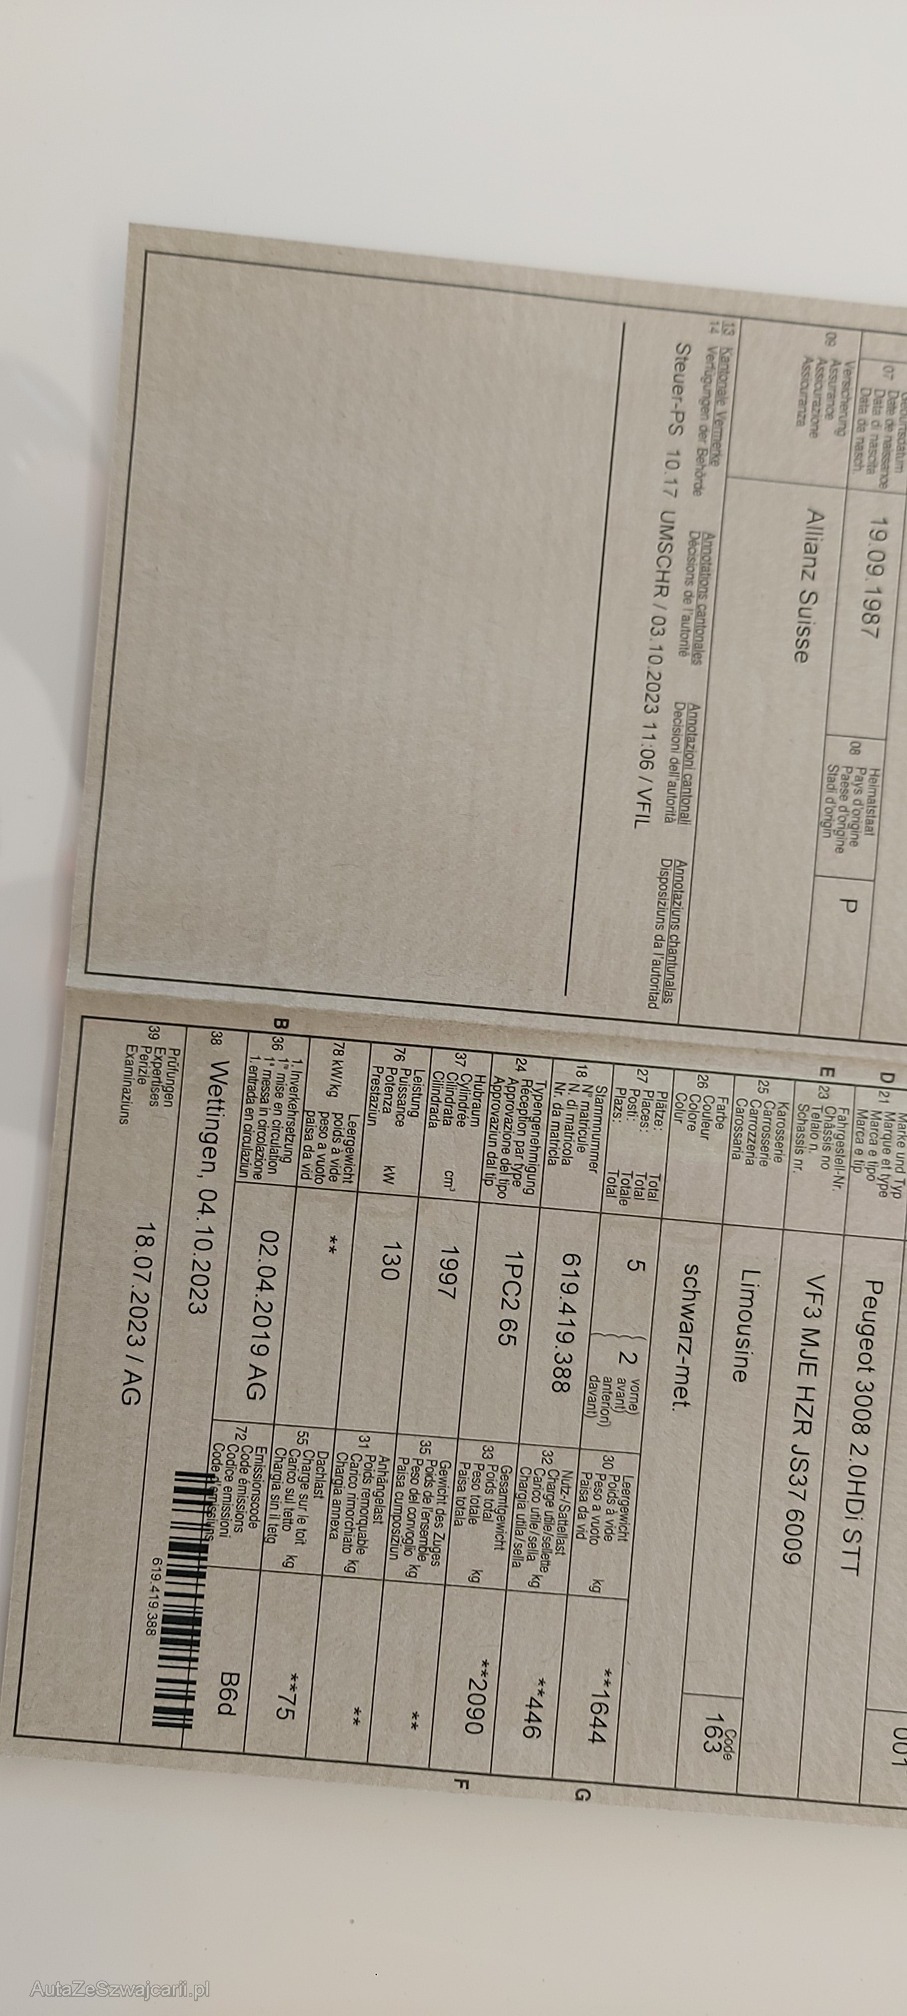 Geburtsdatum
07 Date de naissance
Data di nascita
Data da nasch.
19.09.1987
Heimatstaat
08 Pays d'origine
Paese d'origine
Stadi d'origin
P
Versicherung
09 Assurance
Assicurazione
Assicuranza
Allianz Suisse
13 Kantonale Vermerke Annotations cantonales Annotazioni cantonali Annotaziuns chantunalas
14 Verfügungen der Behörde Décisions de l'autorité Decisioni dell'autorità Disposiziuns da l'autoritad
Steuer-PS 10.17 UMSCHR / 03.10.2023 11:06 / VFIL
Marke und Typ
D 21 Marque et type
Marca e tipo
Marca e tip
Peugeot 3008 2.0HDi STT
001
Fahrgestell-Nr.
E 23 Châssis no
Telaio n.
Schassis nr.
VF3 MJE HZR JS37 6009
Karosserie
25 Carrosserie
Carrozzeria
Carrossaria
Limousine
Farbe
26 Couleur
Colore
Colur
schwarz-met.
Code
163
Plätze: Total
27 Places: Total
Posti: Totale
Plazs: Total
5
2
vorne)
avant)
anteriori)
davant)
Leergewicht
30 Poids à vide
Peso a vuoto kg
Paisa da vid
**1644
G
Stammnummer
18 N° matricule
N. di matricola
Nr. da matricla
619.419.388
Nutz-/Sattellast
32 Charge utile/sellette kg
Carico utile/sella
Chargia utila/sella
**446
Typengenehmigung
24 Réception par type
Approvazione del tipo
Approvaziun dal tip
1PC2 65
Gesamtgewicht
33 Poids total
Peso totale kg
Paisa totala
**2090
F
Hubraum
37 Cylindrée
Cilindrata cm³
Cilindrada
1997
Gewicht des Zuges
35 Poids de l'ensemble
Peso del convoglio kg
Paisa cumposiziun
**
Leistung
76 Puissance
Potenza kW
Prestaziun
130
Anhängelast
31 Poids remorquable
Carico rimorchiato kg
Chargia annexa
**
Leergewicht
78 kW/kg poids à vide
peso a vuoto
paisa da vid
**
Dachlast
55 Charge sur le toit
Carico sul tetto kg
Chargia sin il tetg
**75
1. Inverkehrsetzung
B 36 1re mise en circulation
1a messa in circolazione
1. entrada en circulaziun
02.04.2019 AG
Emissionscode
72 Code émissions
Codice emissioni
Code d'emissiuns
B6d
38 Wettingen, 04.10.2023
619.419.388
Prüfungen
39 Expertises
Perizie
Examinaziuns
18.07.2023 / AG
AutaZeSzwajcarii.pl